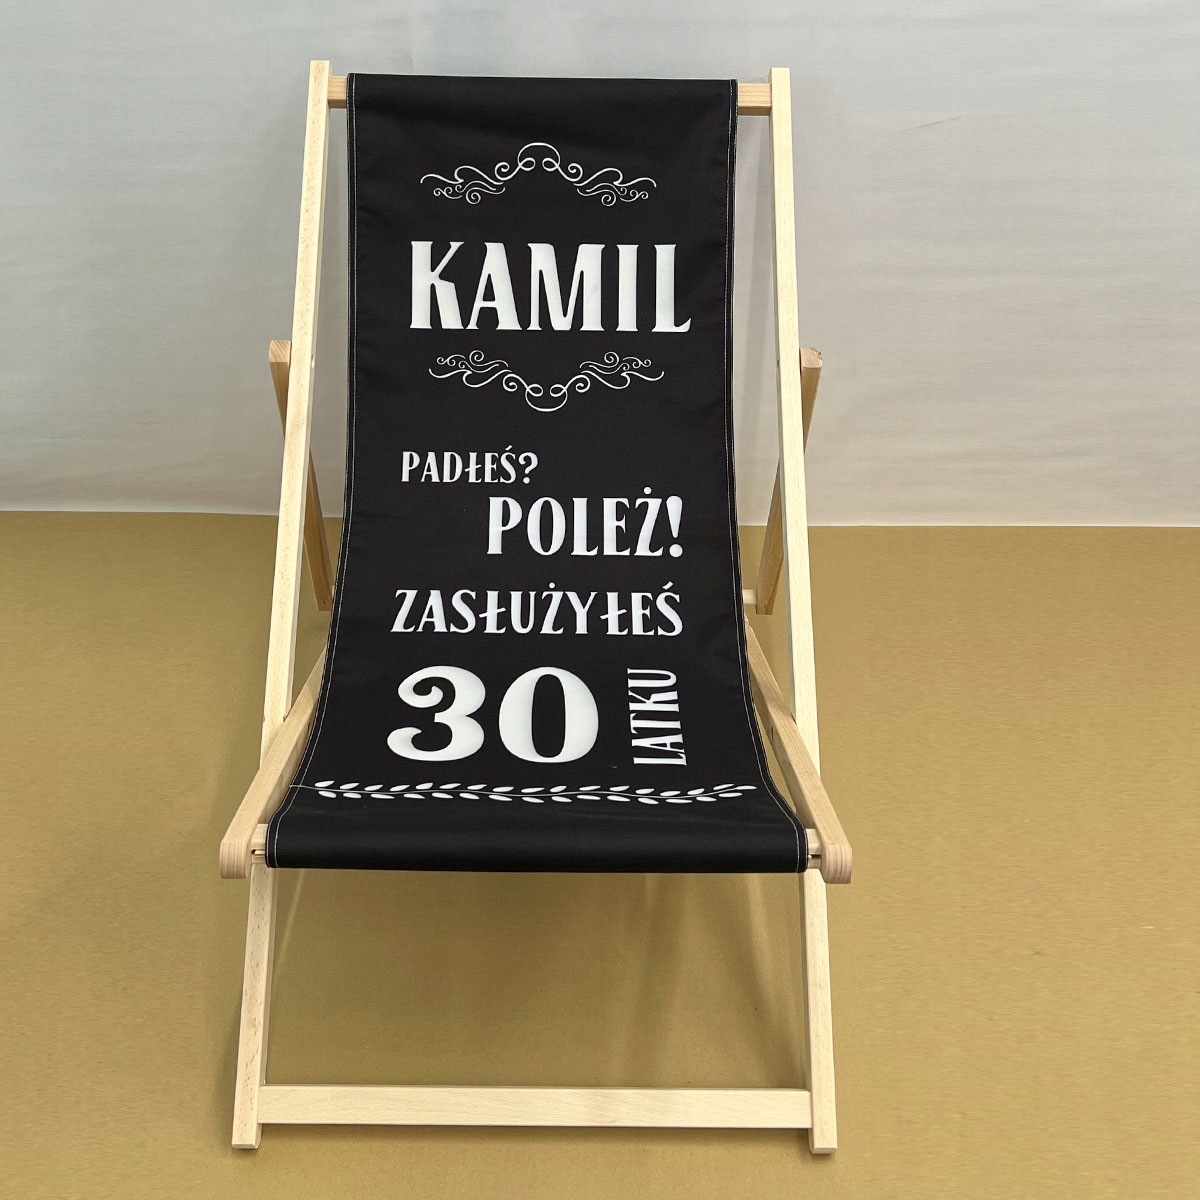 KAMIL
PADŁEŚ?
POLEŻ!
ZASŁUŻYŁEŚ
30
LATKU